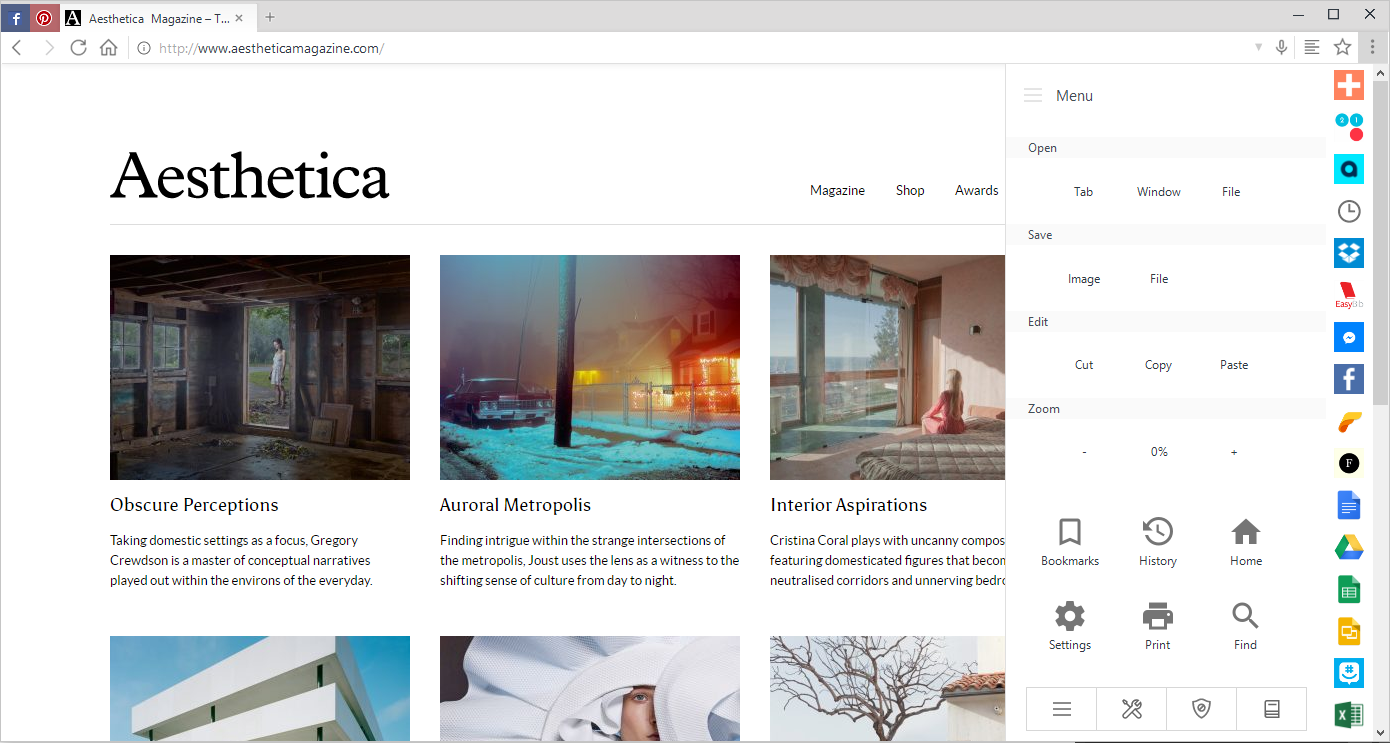 Aesthetica Magazine – T...
http://www.aestheticamagazine.com/
Aesthetica
Magazine Shop Awards
Obscure Perceptions
Taking domestic settings as a focus, Gregory
Crewdson is a master of conceptual narratives
played out within the environs of the everyday.
Auroral Metropolis
Finding intrigue within the strange intersections of
the metropolis, Joust uses the lens as a witness to the
shifting sense of culture from day to night.
Interior Aspirations
Cristina Coral plays with uncanny compos
featuring domesticated figures that becom
neutralised corridors and unnerving bedro
Menu
Open
Tab Window File
Save
Image File
Edit
Cut Copy Paste
Zoom
- 0% +
Bookmarks History Home
Settings Print Find
2 1
EasyBib